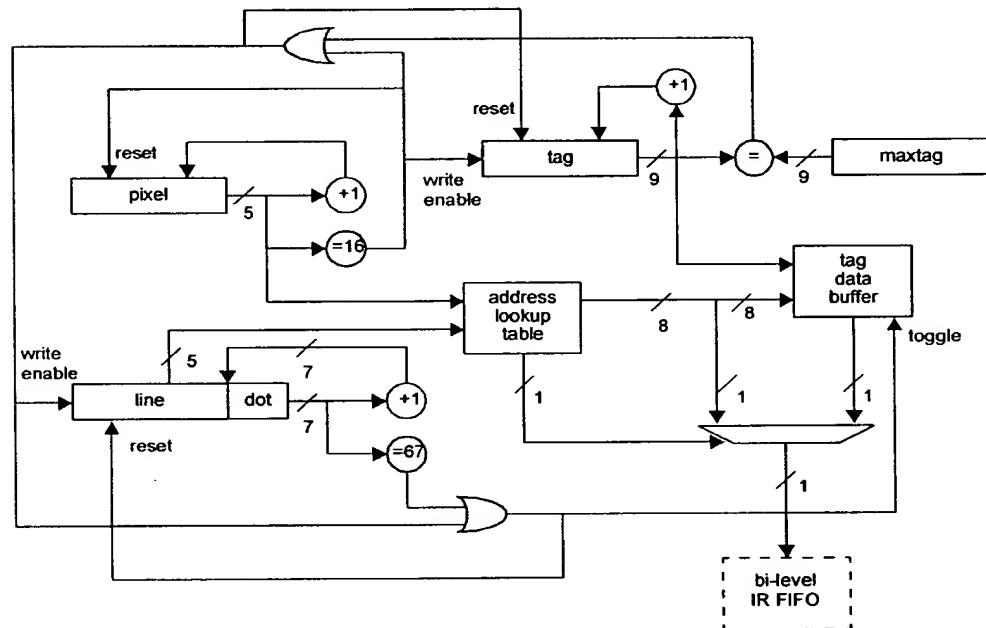 reset
+1
reset
tag
=
maxtag
9
9
write
enable
reset
pixel
5
+1
=16
address
lookup
table
8
8
tag
data
buffer
toggle
write
enable
5
7
line
dot
7
+1
1
1
1
reset
=67
1
bi-level
IR FIFO